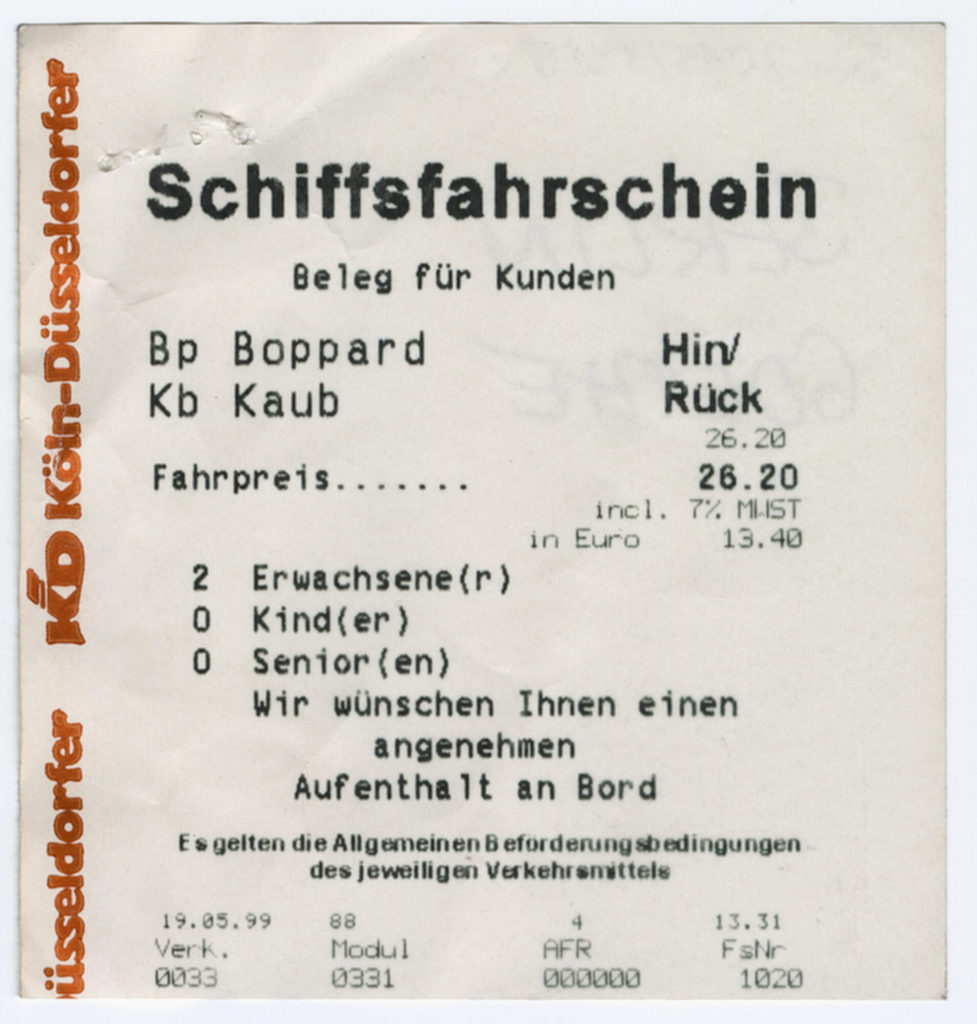 Schiffsfahrschein
Beleg für Kunden
Bp Boppard Hin/
Kb Kaub Rück
26.20
Fahrpreis....... 26.20
incl. 7% MWST
in Euro 13.40
2 Erwachsene(r)
0 Kind(er)
0 Senior(en)
Wir wünschen Ihnen einen
angenehmen
Aufenthalt an Bord
Es gelten die Allgemeinen Beförderungsbedingungen
des jeweiligen Verkehrsmittels
19.05.99 88 4 13.31
Verk. Modul AFR FsNr
0033 0331 000000 1020
KD Köln-Düsseldorfer
üsseldorfer